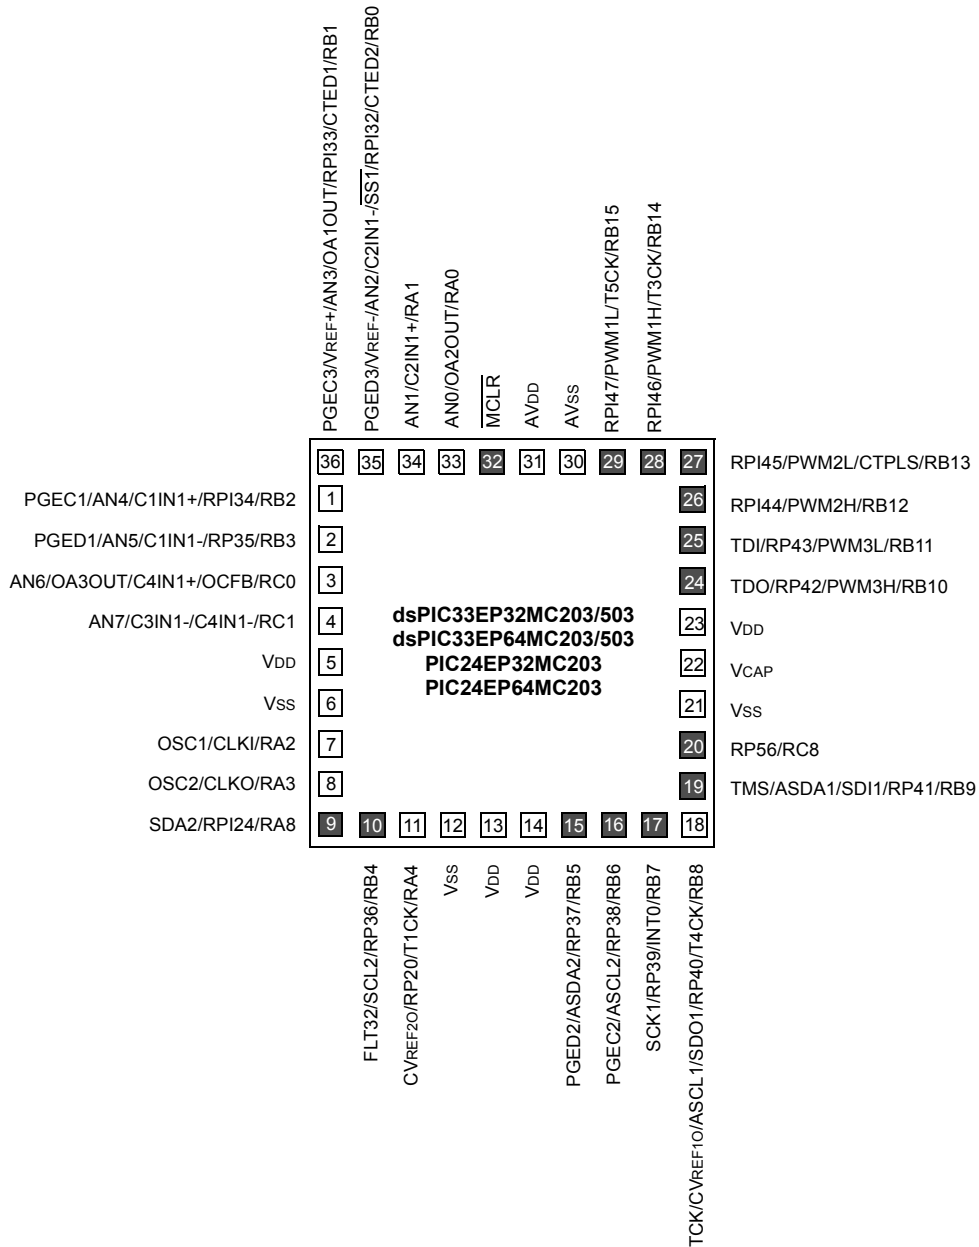 PGEC3/VREF+/AN3/OA1OUT/RPI33/CTED1/RB1
PGED3/VREF-/AN2/C2IN1-/SS1/RPI32/CTED2/RB0
AN1/C2IN1+/RA1
AN0/OA2OUT/RA0
MCLR
AVDD
AVSS
RPI47/PWM1L/T5CK/RB15
RPI46/PWM1H/T3CK/RB14
36 35 34 33 32 31 30 29 28 27 RPI45/PWM2L/CTPLS/RB13
PGEC1/AN4/C1IN1+/RPI34/RB2 1 26 RPI44/PWM2H/RB12
PGED1/AN5/C1IN1-/RP35/RB3 2 25 TDI/RP43/PWM3L/RB11
AN6/OA3OUT/C4IN1+/OCFB/RC0 3 24 TDO/RP42/PWM3H/RB10
AN7/C3IN1-/C4IN1-/RC1 4 23 VDD
dsPIC33EP32MC203/503
dsPIC33EP64MC203/503
PIC24EP32MC203
PIC24EP64MC203
VDD 5 22 VCAP
VSS 6 21 VSS
OSC1/CLKI/RA2 7 20 RP56/RC8
OSC2/CLKO/RA3 8 19 TMS/ASDA1/SDI1/RP41/RB9
SDA2/RPI24/RA8 9 10 11 12 13 14 15 16 17 18
FLT32/SCL2/RP36/RB4
CVREF2O/RP20/T1CK/RA4
VSS
VDD
VDD
PGED2/ASDA2/RP37/RB5
PGEC2/ASCL2/RP38/RB6
SCK1/RP39/INT0/RB7
TCK/CVREF1O/ASCL1/SDO1/RP40/T4CK/RB8